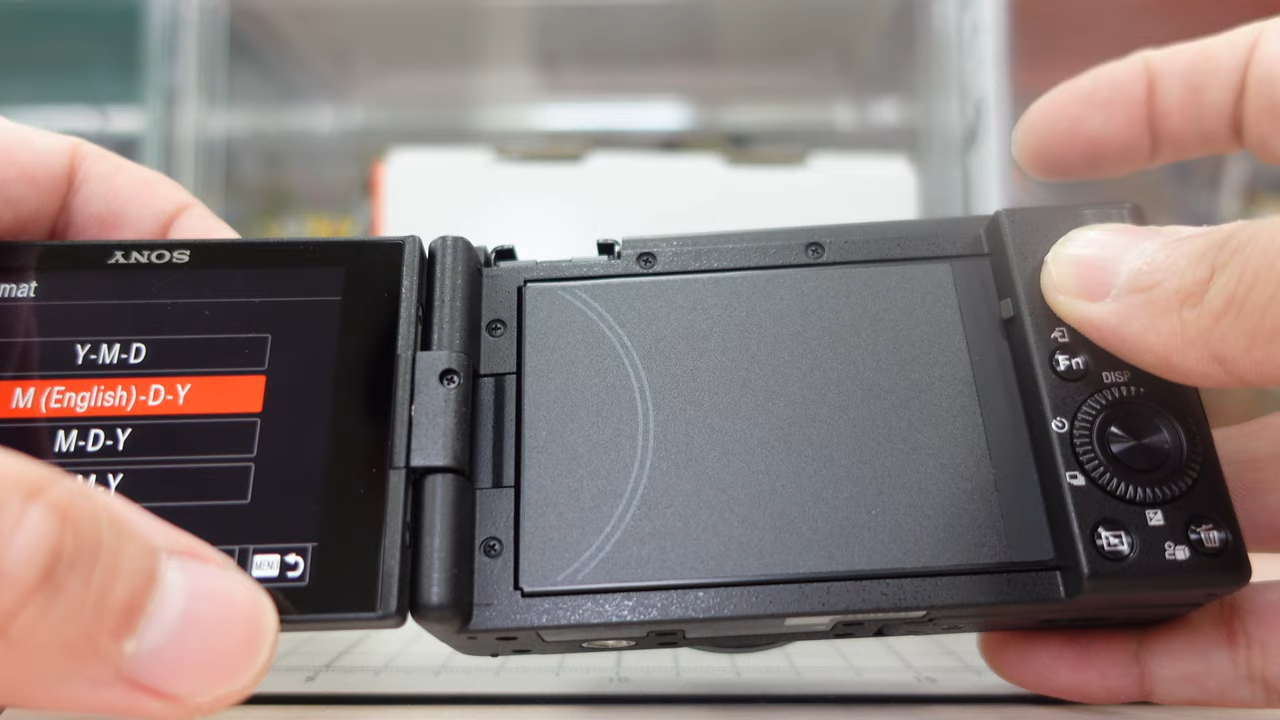 SONY
mat
Y-M-D
M (English)-D-Y
M-D-Y
M-Y
MENU
Fn
DISP